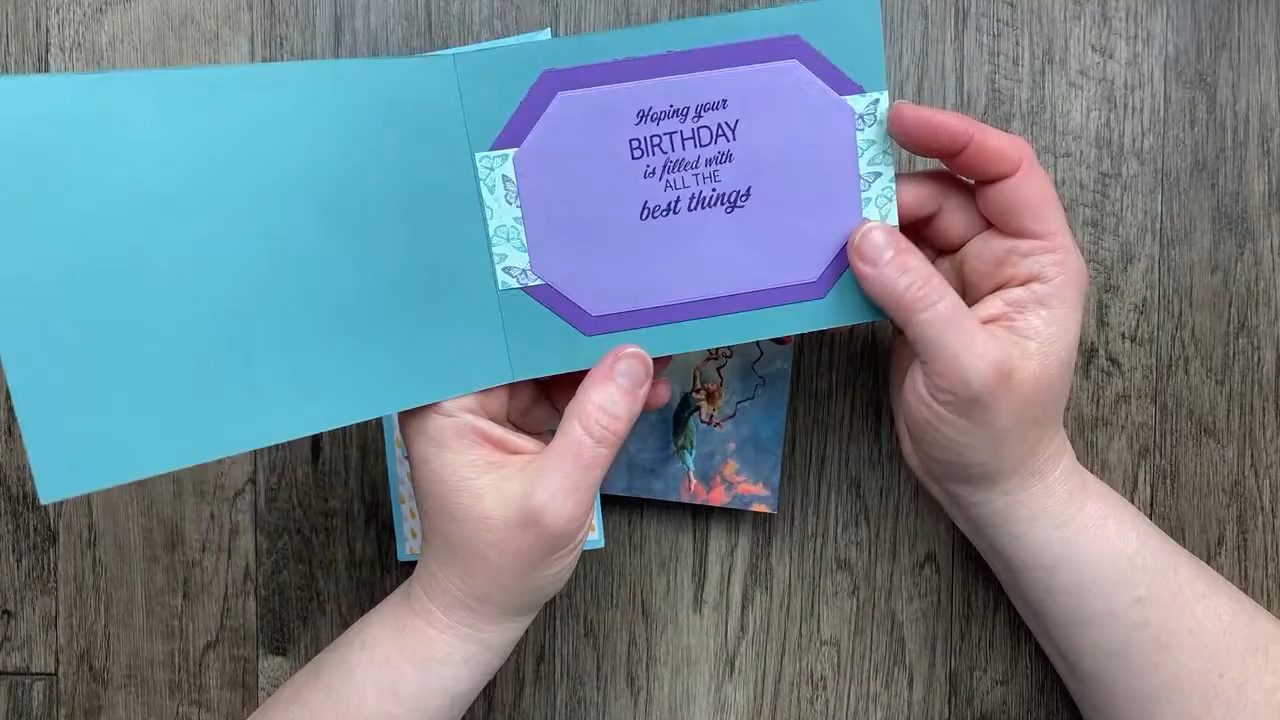 Hoping your
BIRTHDAY
is filled with
ALL THE
best things